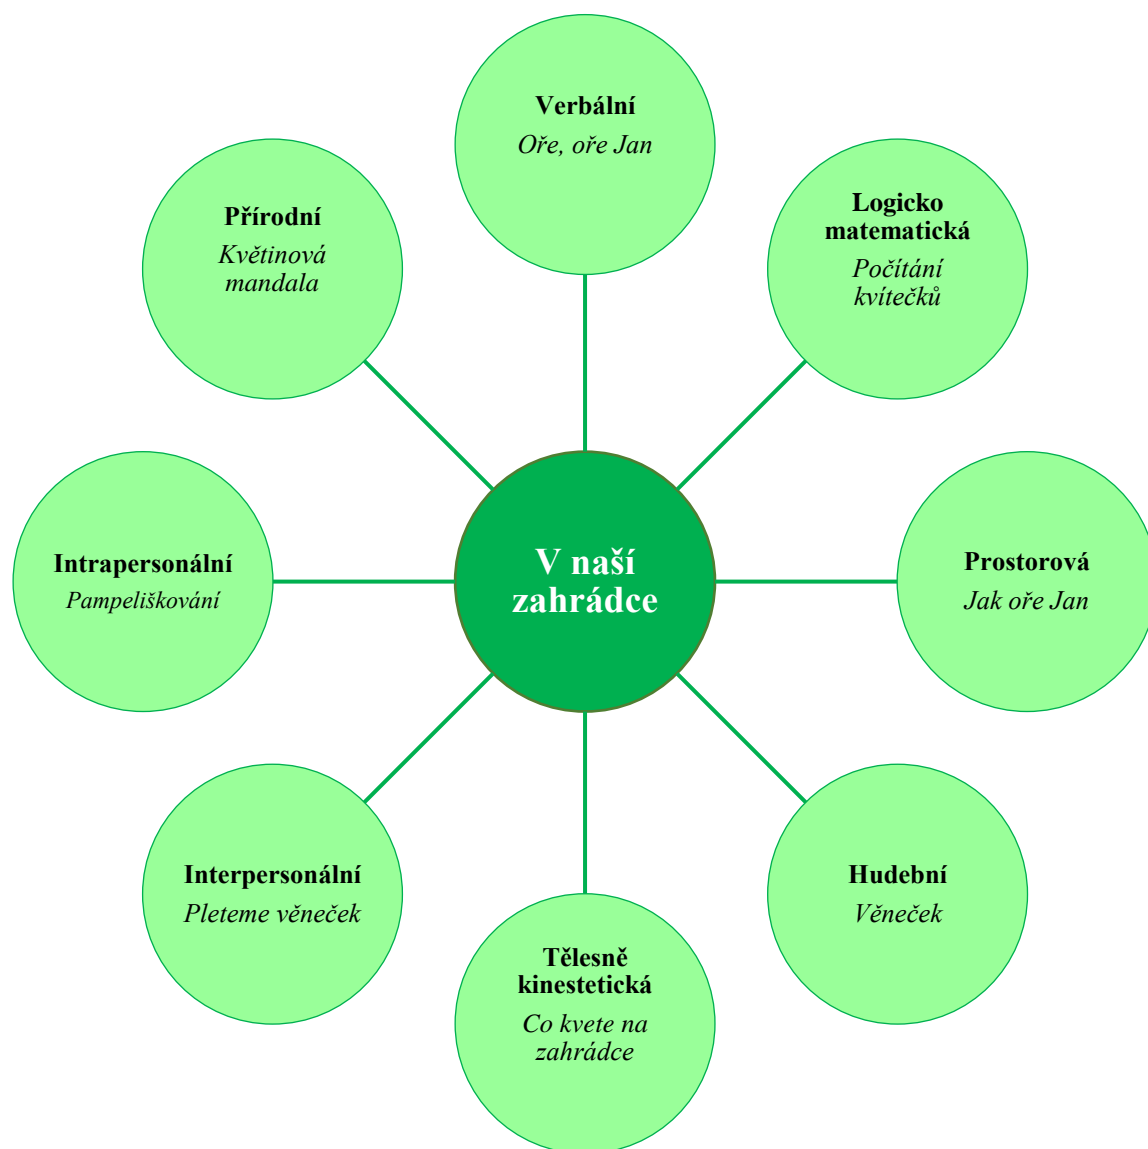 Verbální
Oře, oře Jan
Logicko
matematická
Počítání
kvítečků
Prostorová
Jak oře Jan
Hudební
Věneček
Tělesně
kinestetická
Co kvete na
zahrádce
Interpersonální
Pleteme věneček
Intrapersonální
Pampeliškování
Přírodní
Květinová
mandala
V naší
zahrádce